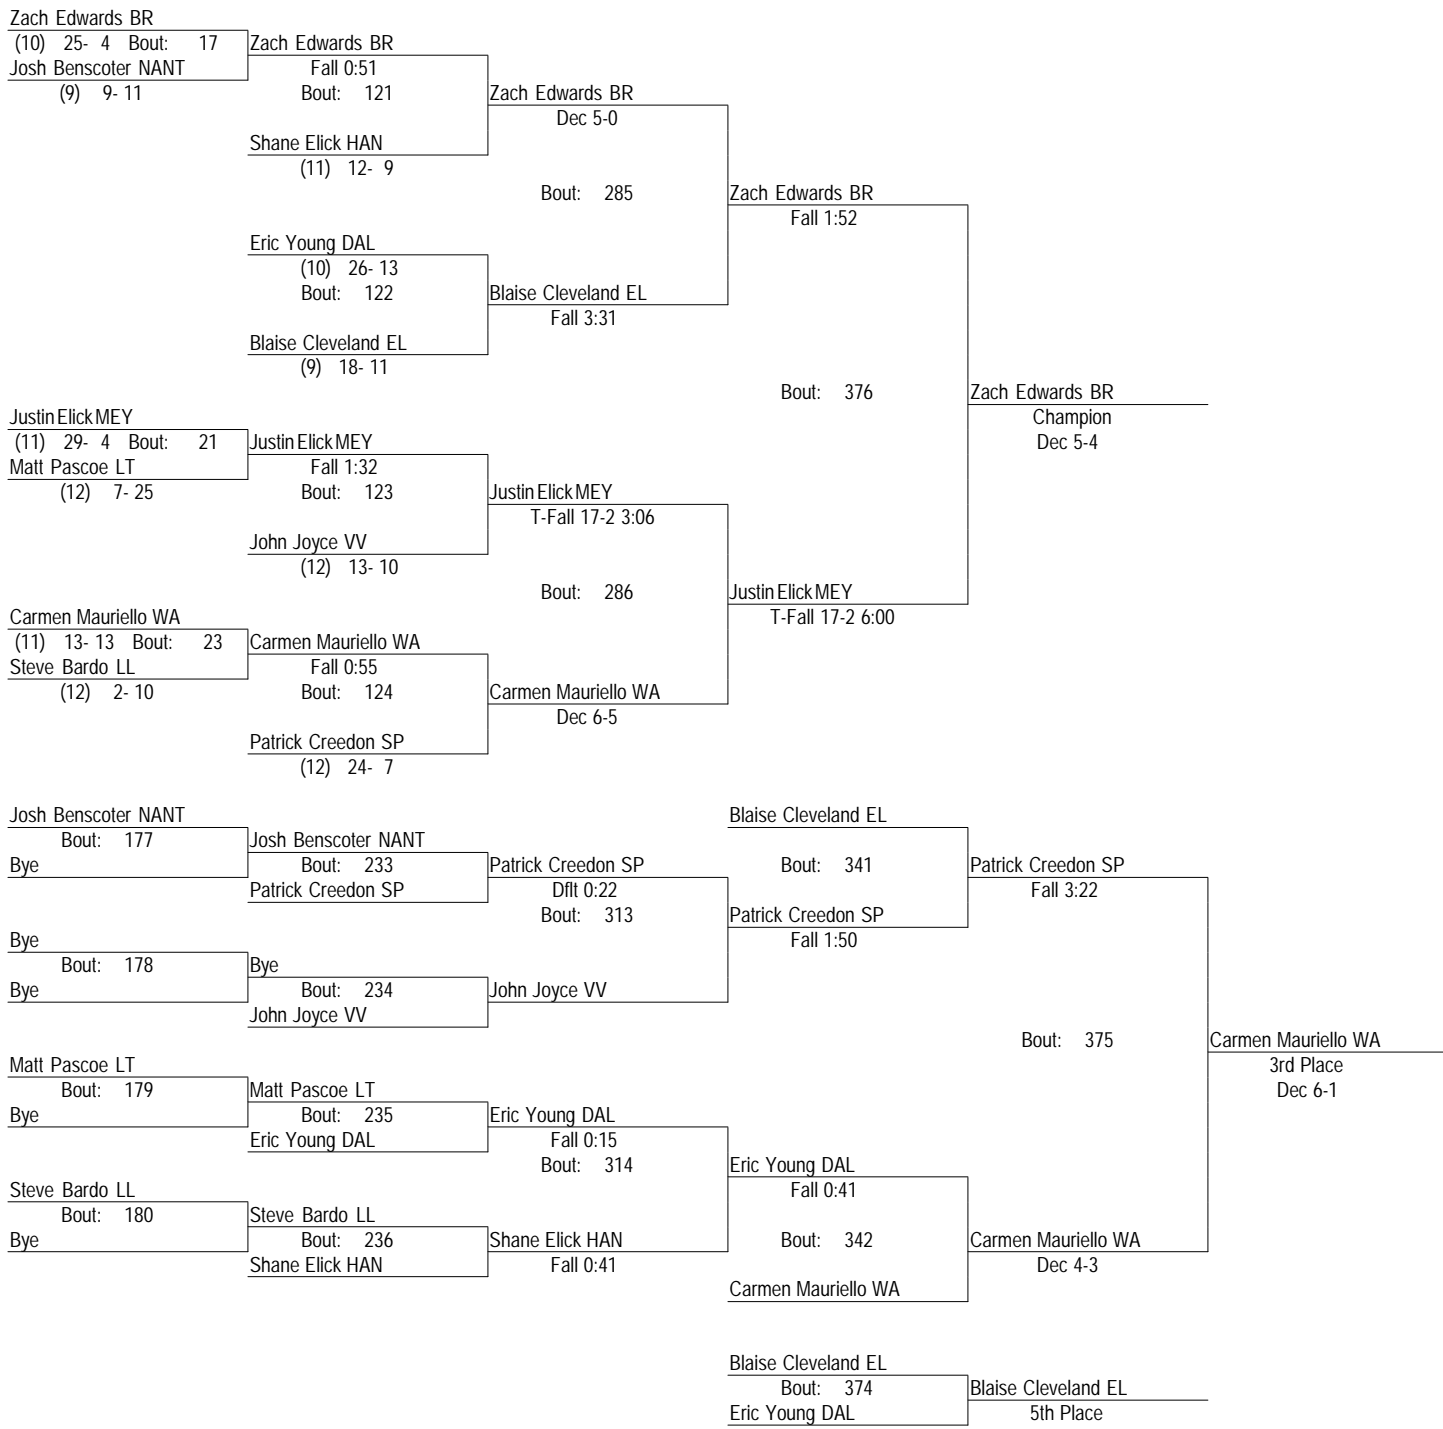 Zach Edwards BR
(10) 25- 4 Bout: 17
Josh Benscoter NANT
(9) 9- 11
Zach Edwards BR
Fall 0:51
Bout: 121
Shane Elick HAN
(11) 12- 9
Zach Edwards BR
Dec 5-0
Bout: 285
Eric Young DAL
(10) 26- 13
Bout: 122
Blaise Cleveland EL
(9) 18- 11
Blaise Cleveland EL
Fall 3:31
Zach Edwards BR
Fall 1:52
Bout: 376
Zach Edwards BR
Champion
Dec 5-4
Justin Elick MEY
(11) 29- 4 Bout: 21
Matt Pascoe LT
(12) 7- 25
Justin Elick MEY
Fall 1:32
Bout: 123
John Joyce VV
(12) 13- 10
Justin Elick MEY
T-Fall 17-2 3:06
Bout: 286
Justin Elick MEY
T-Fall 17-2 6:00
Carmen Mauriello WA
(11) 13- 13 Bout: 23
Steve Bardo LL
(12) 2- 10
Carmen Mauriello WA
Fall 0:55
Bout: 124
Patrick Creedon SP
(12) 24- 7
Carmen Mauriello WA
Dec 6-5
Josh Benscoter NANT
Bout: 177
Bye
Josh Benscoter NANT
Bout: 233
Patrick Creedon SP
Patrick Creedon SP
Dflt 0:22
Bout: 313
Bye
Bout: 178
Bye
Bye
Bout: 234
John Joyce VV
John Joyce VV
Blaise Cleveland EL
Bout: 341
Patrick Creedon SP
Fall 1:50
Patrick Creedon SP
Fall 3:22
Bout: 375
Carmen Mauriello WA
3rd Place
Dec 6-1
Matt Pascoe LT
Bout: 179
Bye
Matt Pascoe LT
Bout: 235
Eric Young DAL
Eric Young DAL
Fall 0:15
Bout: 314
Steve Bardo LL
Bout: 180
Bye
Steve Bardo LL
Bout: 236
Shane Elick HAN
Shane Elick HAN
Fall 0:41
Eric Young DAL
Fall 0:41
Bout: 342
Carmen Mauriello WA
Carmen Mauriello WA
Dec 4-3
Blaise Cleveland EL
Bout: 374
Eric Young DAL
Blaise Cleveland EL
5th Place